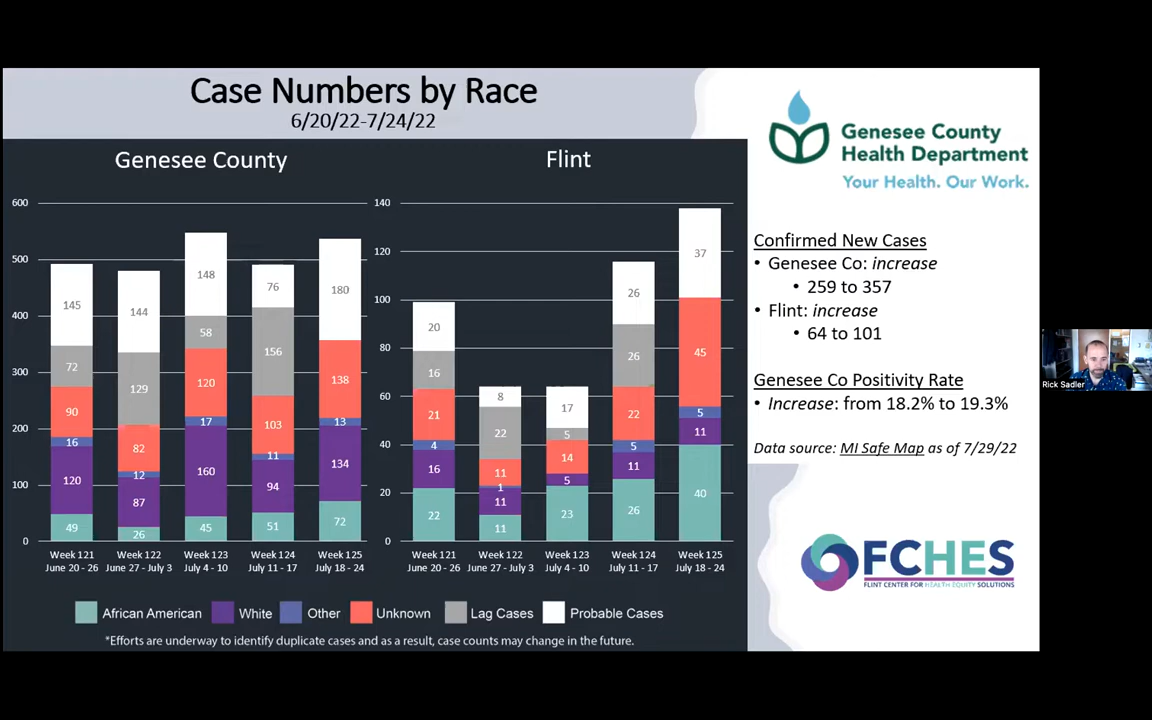 Case Numbers by Race
6/20/22-7/24/22
Genesee County
Flint
600
500
400
300
200
100
0
145
72
90
16
120
49
144
129
82
12
87
26
148
58
120
17
160
45
76
156
103
11
94
51
180
138
13
134
72
Week 121
June 20 - 26
Week 122
June 27 - July 3
Week 123
July 4 - 10
Week 124
July 11 - 17
Week 125
July 18 - 24
140
120
100
80
60
40
20
0
20
16
21
4
16
22
8
22
11
1
11
11
17
5
14
5
23
26
26
22
5
11
26
37
45
5
11
40
Week 121
June 20 - 26
Week 122
June 27 - July 3
Week 123
July 4 - 10
Week 124
July 11 - 17
Week 125
July 18 - 24
African American
White
Other
Unknown
Lag Cases
Probable Cases
*Efforts are underway to identify duplicate cases and as a result, case counts may change in the future.
Genesee County
Health Department
Your Health. Our Work.
Confirmed New Cases
• Genesee Co: increase
• 259 to 357
• Flint: increase
• 64 to 101
Genesee Co Positivity Rate
• Increase: from 18.2% to 19.3%
Data source: MI Safe Map as of 7/29/22
FCHES
FLINT CENTER FOR HEALTH EQUITY SOLUTIONS
Rick Sadler